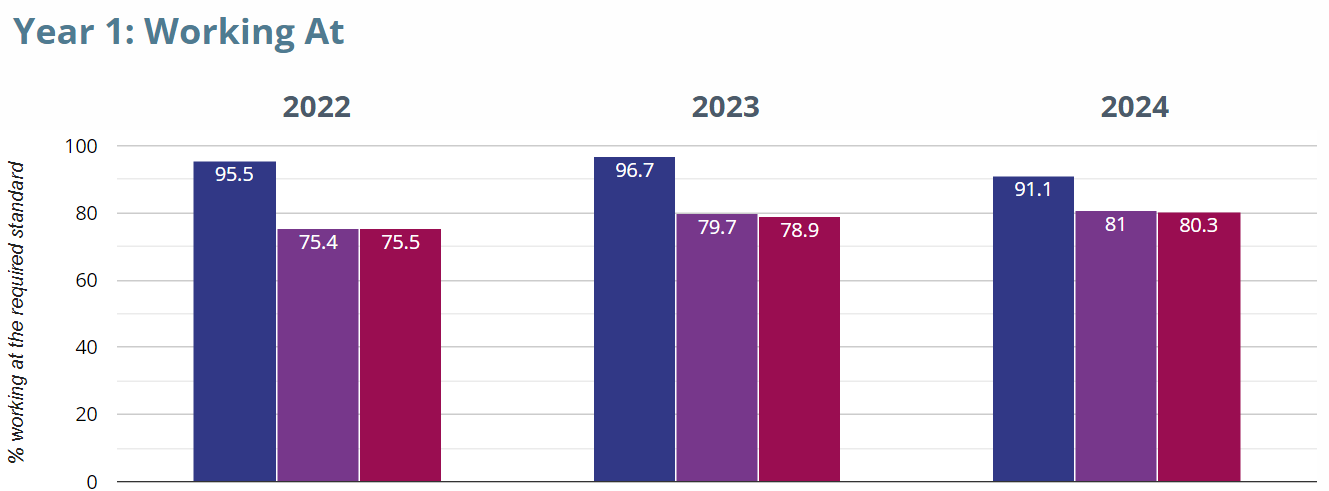 Year 1: Working At
2022 2023 2024
% working at the required standard
100
80
60
40
20
0
95.5 75.4 75.5
96.7 79.7 78.9
91.1 81 80.3